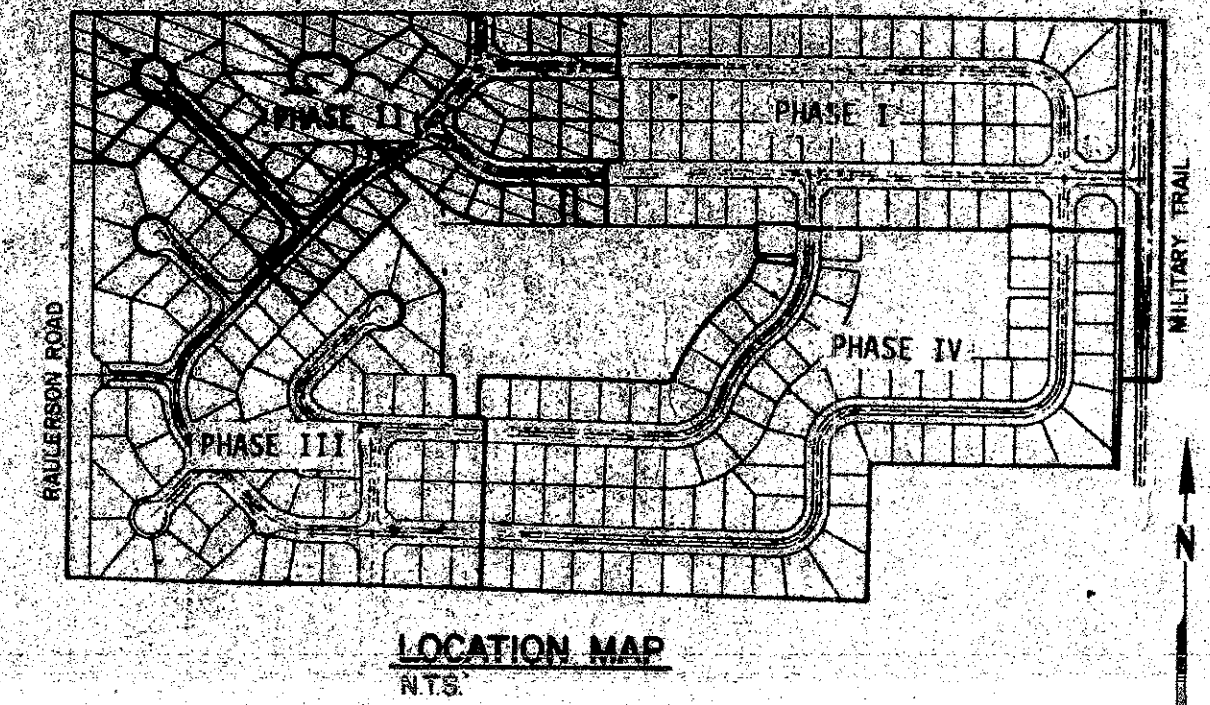 PHASE II
PHASE I
MILITARY TRAIL
RAULERSON ROAD
PHASE IV
PHASE III
LOCATION MAP
N.T.S.
N